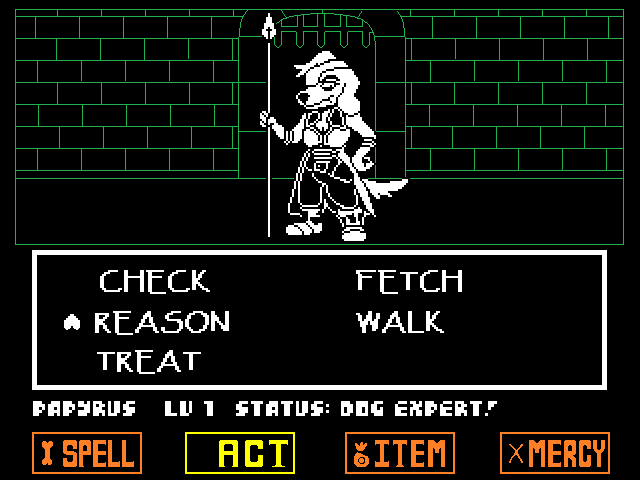 CHECK FETCH
REASON WALK
TREAT
PAPYRUS LV 1 STATUS: DOG EXPERT!
SPELL ACT ITEM MERCY